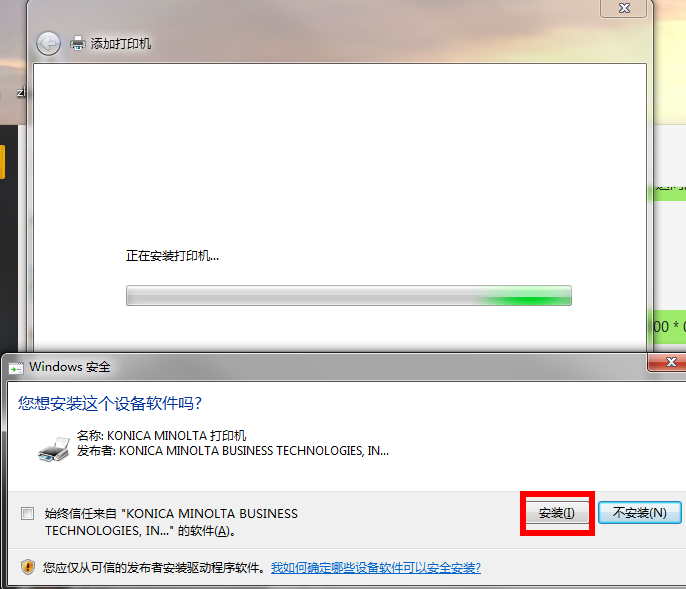 添加打印机
正在安装打印机...
00 * 0
Windows 安全
您想安装这个设备软件吗?
名称: KONICA MINOLTA 打印机
发布者: KONICA MINOLTA BUSINESS TECHNOLOGIES, IN...
始终信任来自 "KONICA MINOLTA BUSINESS
TECHNOLOGIES, IN..." 的软件(A)。
安装(I)
不安装(N)
您应仅从可信的发布者安装驱动程序软件。我如何确定哪些设备软件可以安全安装?